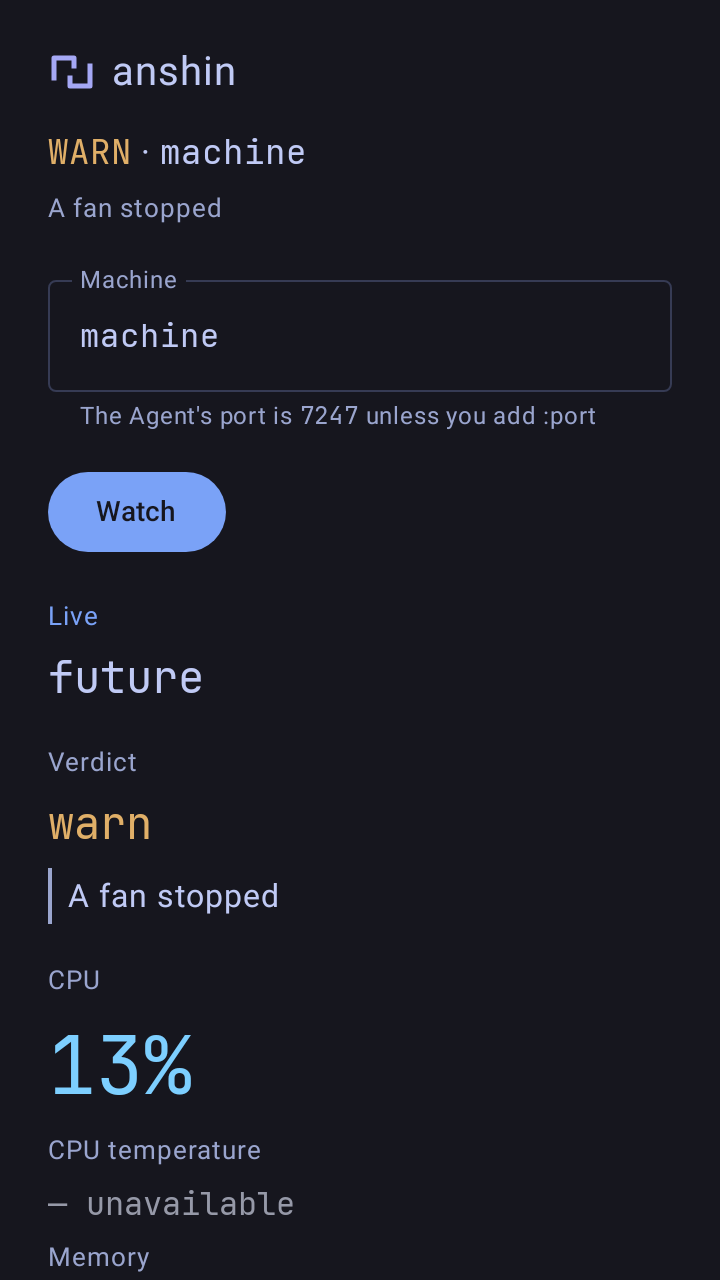 anshin
WARN · machine
A fan stopped
Machine
machine
The Agent's port is 7247 unless you add :port
Watch
Live
future
Verdict
warn
A fan stopped
CPU
13%
CPU temperature
— unavailable
Memory